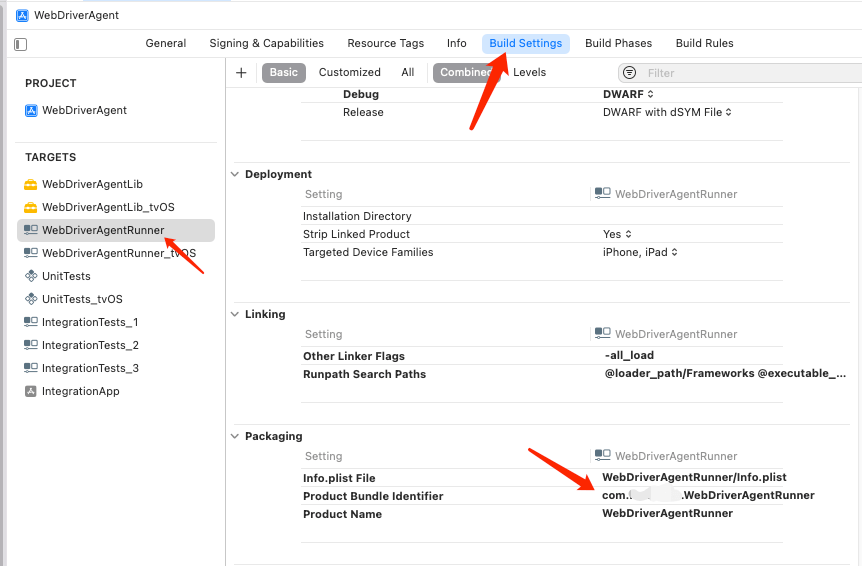 WebDriverAgent
General Signing & Capabilities Resource Tags Info Build Settings Build Phases Build Rules
+ Basic Customized All Combined Levels Filter
PROJECT
WebDriverAgent
TARGETS
WebDriverAgentLib
WebDriverAgentLib_tvOS
WebDriverAgentRunner
WebDriverAgentRunner_tvOS
UnitTests
UnitTests_tvOS
IntegrationTests_1
IntegrationTests_2
IntegrationTests_3
IntegrationApp
Debug DWARF
Release DWARF with dSYM File
Deployment
Setting WebDriverAgentRunner
Installation Directory
Strip Linked Product Yes
Targeted Device Families iPhone, iPad
Linking
Setting WebDriverAgentRunner
Other Linker Flags -all_load
Runpath Search Paths @loader_path/Frameworks @executable_...
Packaging
Setting WebDriverAgentRunner
Info.plist File WebDriverAgentRunner/Info.plist
Product Bundle Identifier com. .WebDriverAgentRunner
Product Name WebDriverAgentRunner